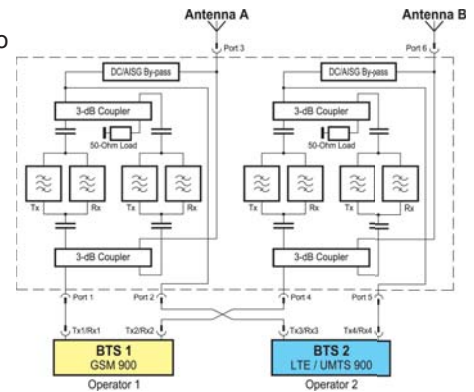 Antenna A Antenna B
o
Port 3 Port 6
DC/AISG By-pass DC/AISG By-pass
3-dB Coupler 3-dB Coupler
50-Ohm Load 50-Ohm Load
Tx Rx Tx Rx Tx Rx Tx Rx
3-dB Coupler 3-dB Coupler
Port 1 Port 2 Port 4 Port 5
Tx1/Rx1 Tx2/Rx2 Tx3/Rx3 Tx4/Rx4
BTS 1 BTS 2
GSM 900 LTE / UMTS 900
Operator 1 Operator 2